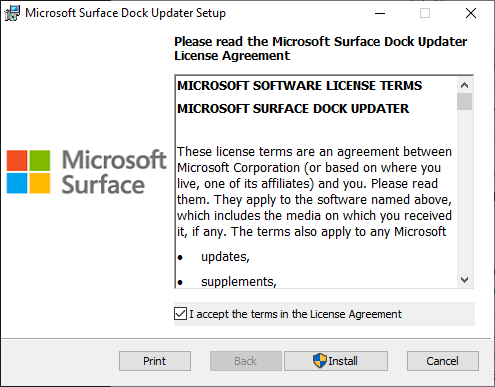 Microsoft Surface Dock Updater Setup
Please read the Microsoft Surface Dock Updater
License Agreement
MICROSOFT SOFTWARE LICENSE TERMS
MICROSOFT SURFACE DOCK UPDATER
Microsoft
Surface
These license terms are an agreement between
Microsoft Corporation (or based on where you
live, one of its affiliates) and you. Please read
them. They apply to the software named above,
which includes the media on which you received
it, if any. The terms also apply to any Microsoft
• updates,
• supplements,
I accept the terms in the License Agreement
Print
Back
Install
Cancel